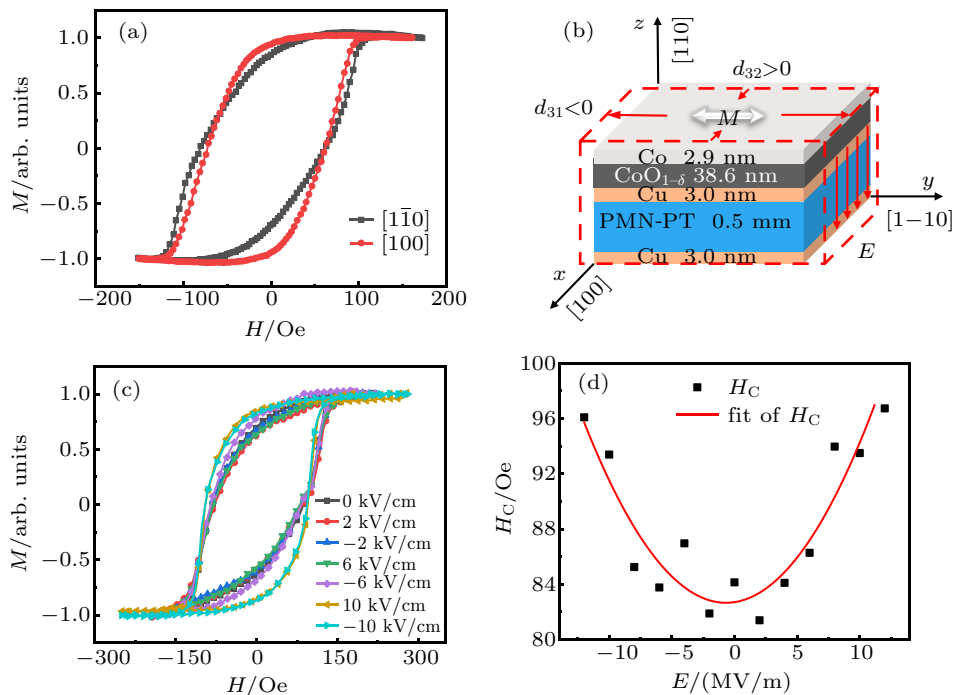 (a)
1.0
0.5
0
−0.5
−1.0
M/arb. units
[11̄0]
[100]
−200
−100
0
100
200
H/Oe
(b)
z
[110]
d32>0
d31<0
M
Co 2.9 nm
CoO1−δ 38.6 nm
Cu 3.0 nm
PMN-PT 0.5 mm
Cu 3.0 nm
y
[1−10]
E
x
[100]
(c)
1.0
0.5
0
−0.5
−1.0
M/arb. units
0 kV/cm
2 kV/cm
−2 kV/cm
6 kV/cm
−6 kV/cm
10 kV/cm
−10 kV/cm
−300
−150
0
150
300
H/Oe
(d)
100
96
92
88
84
80
HC/Oe
HC
fit of HC
−10
−5
0
5
10
E/(MV/m)